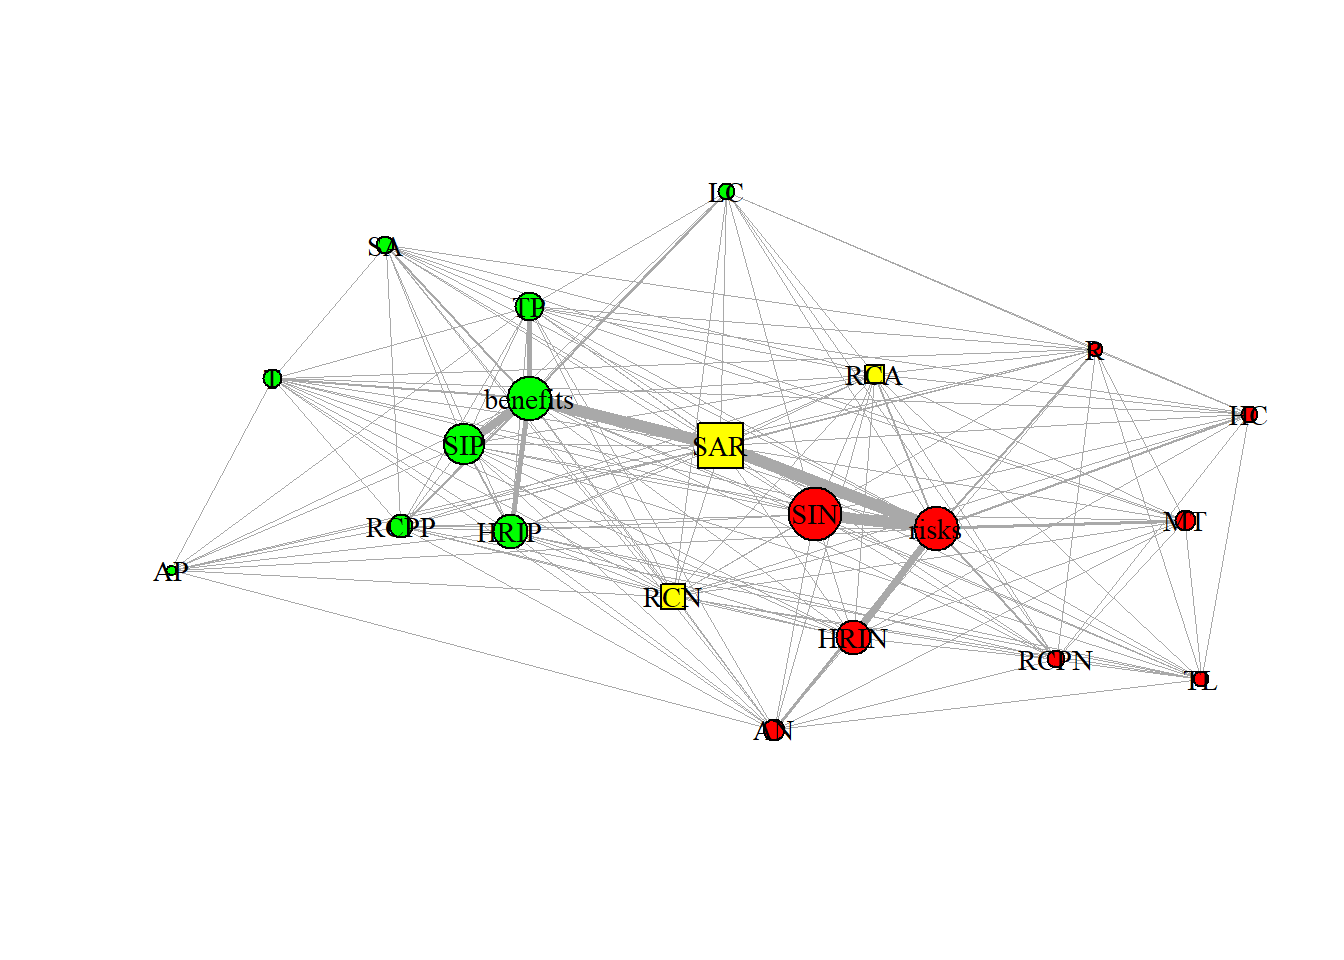 LC
SA
TP
R
RCA
T
benefits
HC
SIP
SAR
SIN
MT
RCPP
HRIP
risks
AP
RCN
HRIN
RCPN
TL
AN